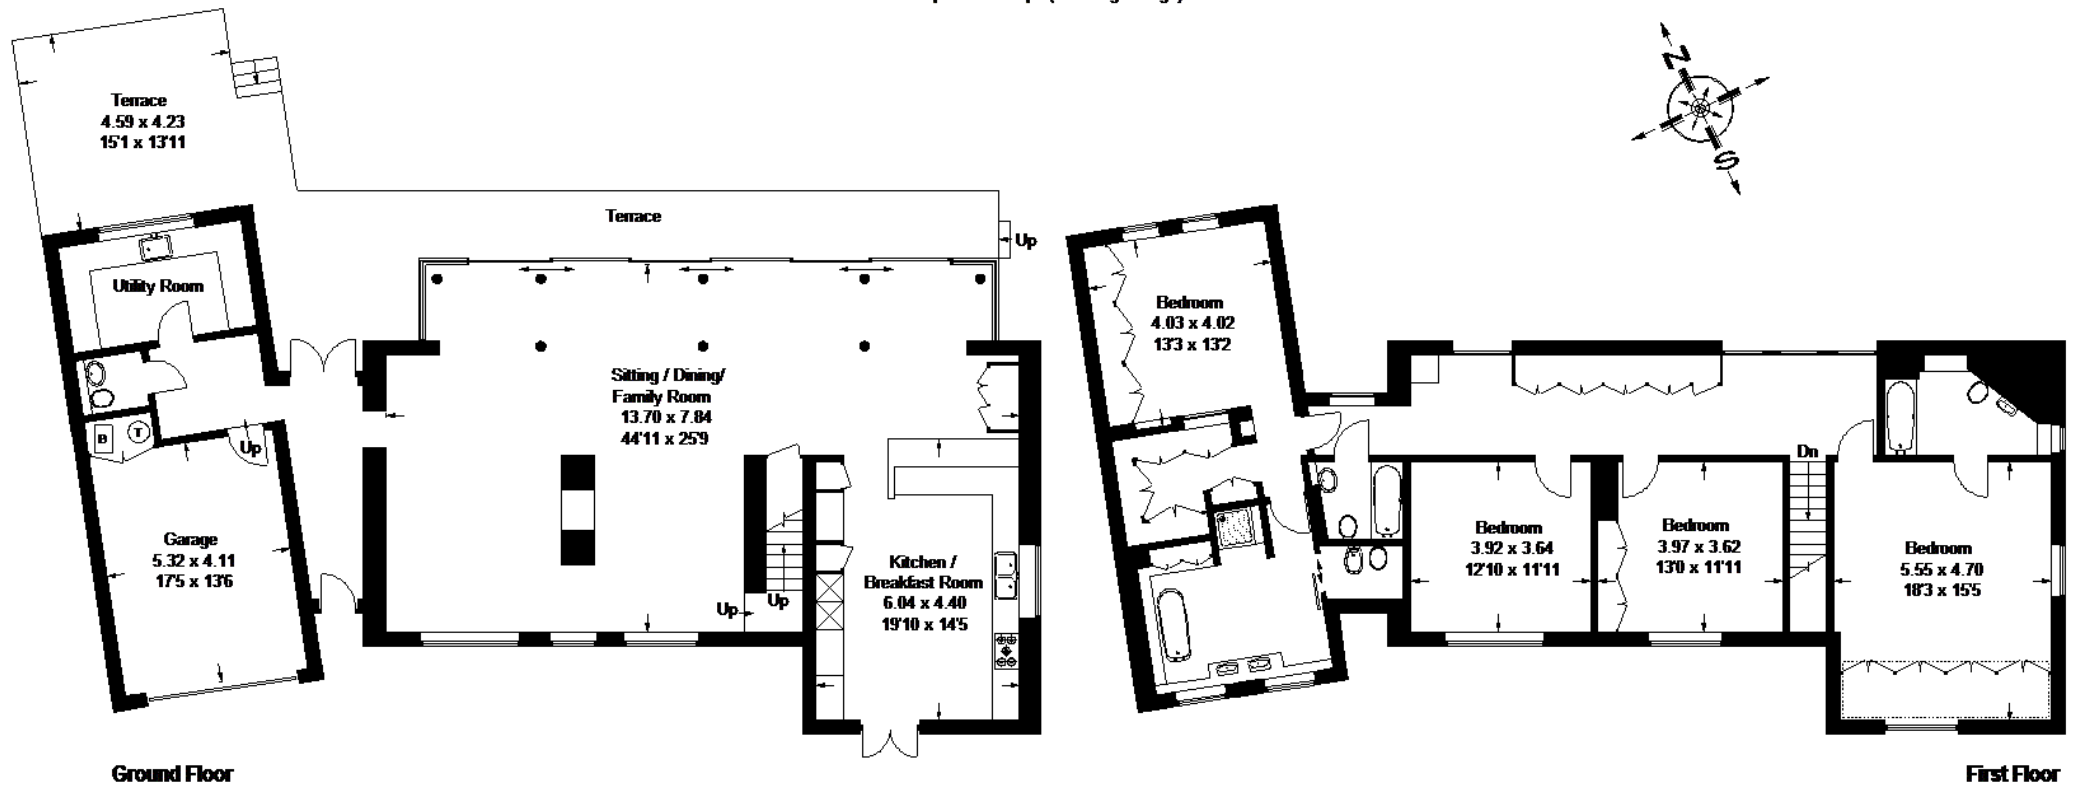 Terrace
4.59 x 4.23
15'1 x 13'11
Terrace
Up
Utility Room
Sitting / Dining/
Family Room
13.70 x 7.84
44'11 x 25'9
B
T
Up
Garage
5.32 x 4.11
17'5 x 13'6
Up
Up
Kitchen /
Breakfast Room
6.04 x 4.40
19'10 x 14'5
Ground Floor
N
S
Bedroom
4.03 x 4.02
13'3 x 13'2
Dn
Bedroom
3.92 x 3.64
12'10 x 11'11
Bedroom
3.97 x 3.62
13'0 x 11'11
Bedroom
5.55 x 4.70
18'3 x 15'5
First Floor